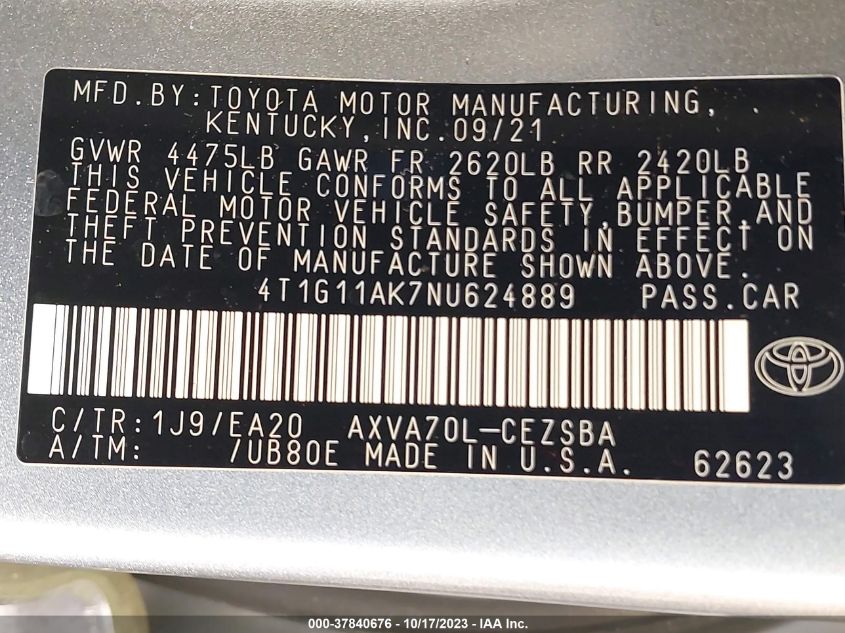 MFD.BY:TOYOTA MOTOR MANUFACTURING,
KENTUCKY,INC.09/21
GVWR 4475LB GAWR FR 2620LB RR 2420LB
THIS VEHICLE CONFORMS TO ALL APPLICABLE
FEDERAL MOTOR VEHICLE SAFETY,BUMPER,AND
THEFT PREVENTION STANDARDS IN EFFECT ON
THE DATE OF MANUFACTURE SHOWN ABOVE.
4T1G11AK7NU624889 PASS.CAR
C/TR:1J9/EA20 AXVA70L-CEZSBA
A/TM: /UB80E MADE IN U.S.A. 62623
000-37840676 - 10/17/2023 - IAA Inc.